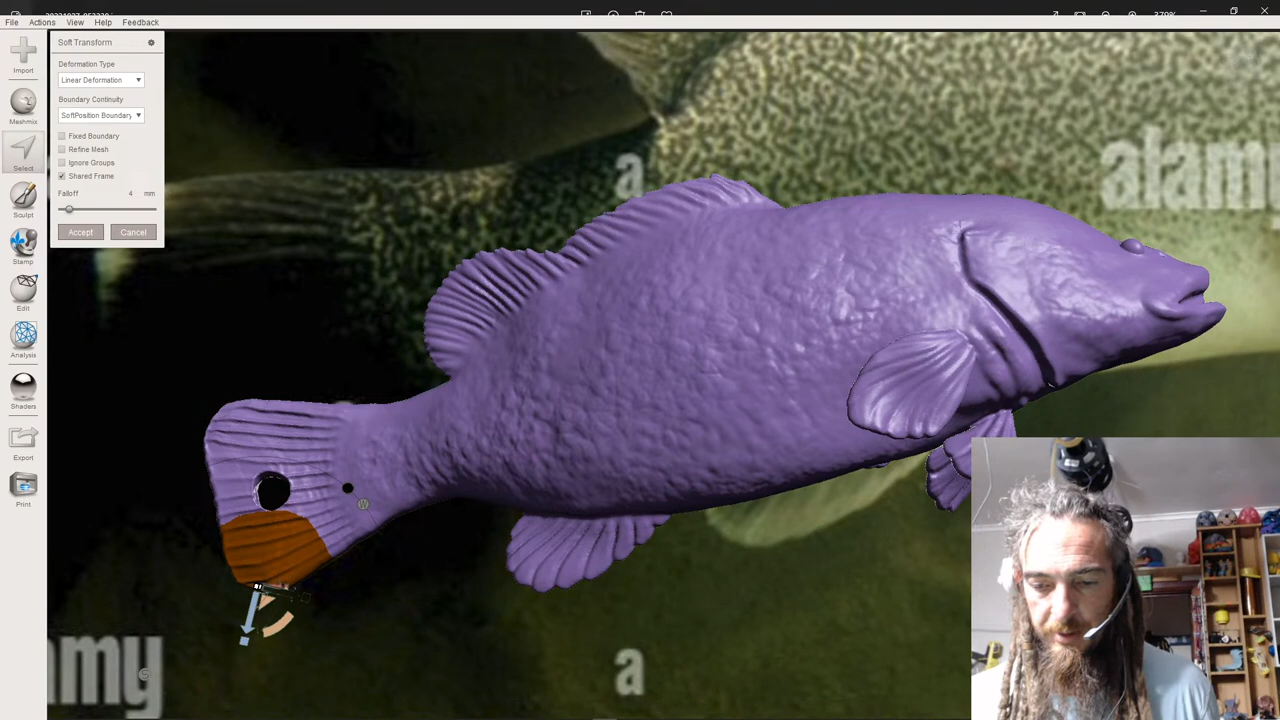 379%
File Actions View Help Feedback
Import
Meshmix
Select
Sculpt
Stamp
Edit
Analysis
Shaders
Export
Print
Soft Transform
Deformation Type
Linear Deformation
Boundary Continuity
SoftPosition Boundary
Fixed Boundary
Refine Mesh
Ignore Groups
Shared Frame
Falloff 4 mm
Accept Cancel
a
alamy
amy
a